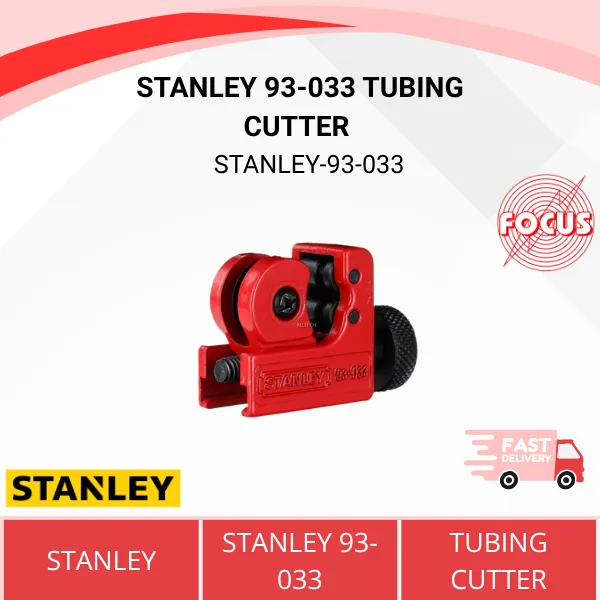 STANLEY 93-033 TUBING
CUTTER
STANLEY-93-033
FOCUS
[STANLEY] 93-033
FAST
DELIVERY
STANLEY
STANLEY
STANLEY 93-
033
TUBING
CUTTER